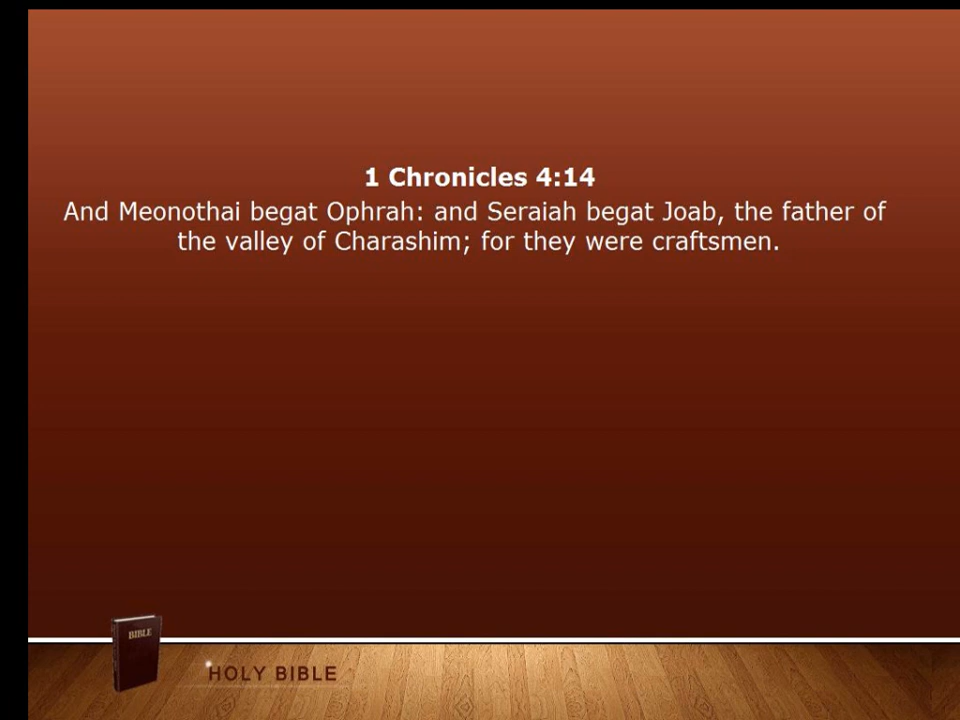 1 Chronicles 4:14
And Meonothai begat Ophrah: and Seraiah begat Joab, the father of
the valley of Charashim; for they were craftsmen.
BIBLE
HOLY BIBLE